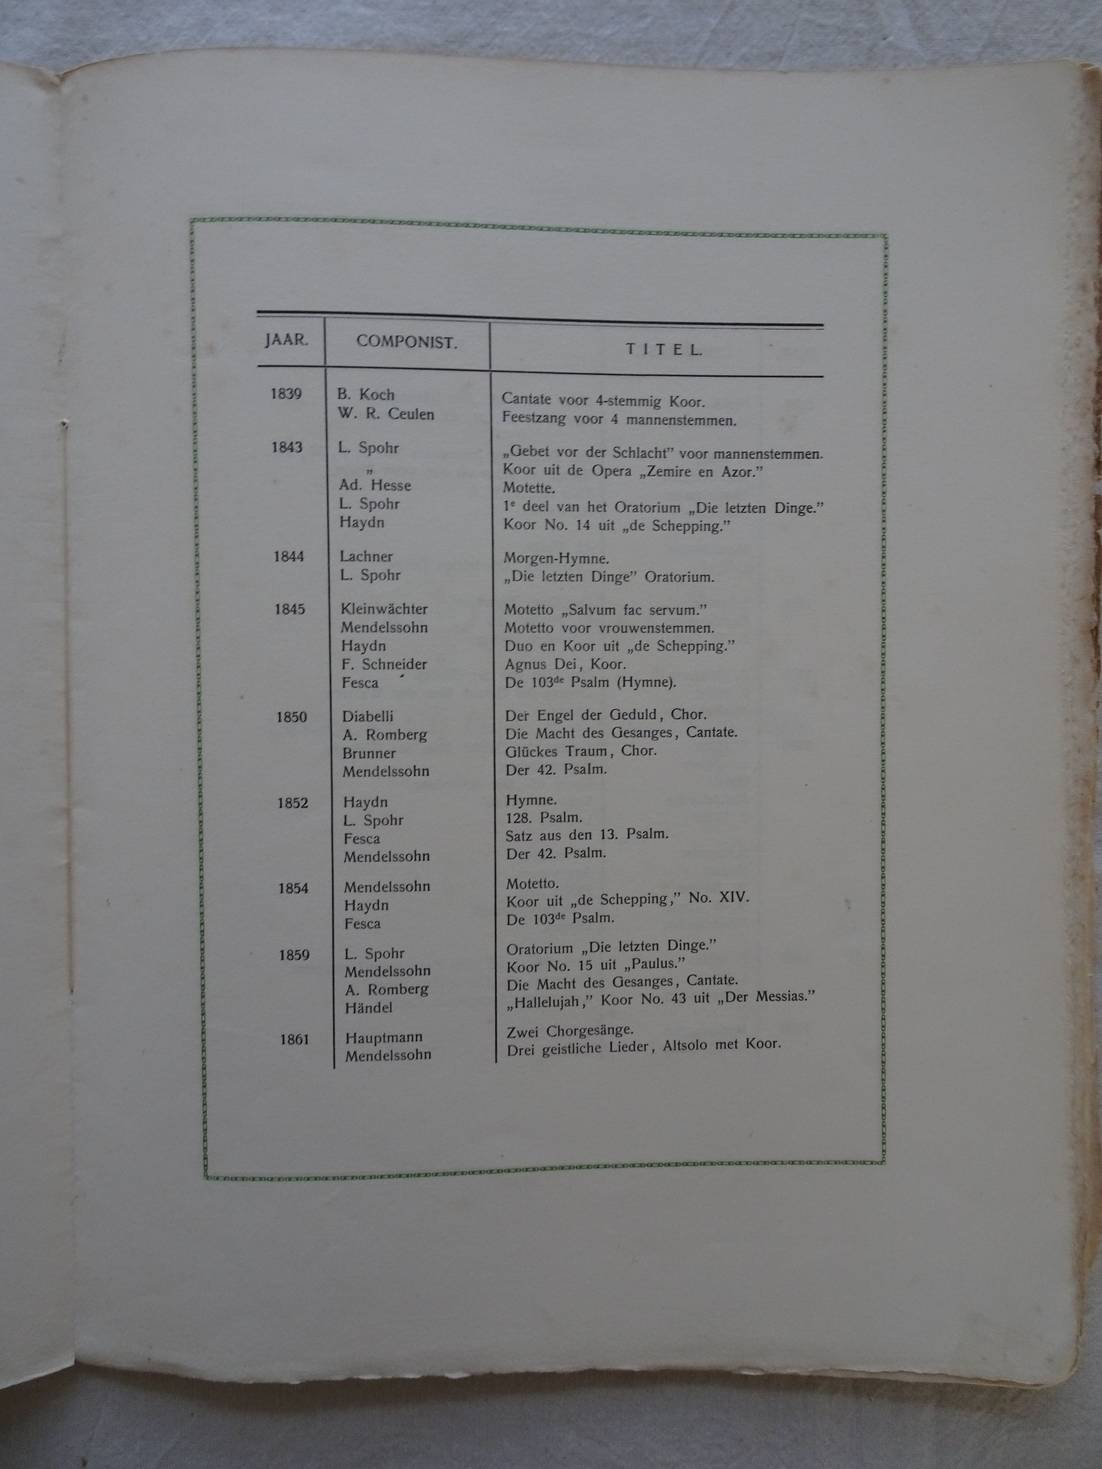 JAAR. COMPONIST. TITEL.
1839 B. Koch Cantate voor 4-stemmig Koor.
W. R. Ceulen Feestzang voor 4 mannenstemmen.
1843 L. Spohr „Gebet vor der Schlacht” voor mannenstemmen.
„ Koor uit de Opera „Zemire en Azor.”
Ad. Hesse Motette.
L. Spohr 1e deel van het Oratorium „Die letzten Dinge.”
Haydn Koor No. 14 uit „de Schepping.”
1844 Lachner Morgen-Hymne.
L. Spohr „Die letzten Dinge” Oratorium.
1845 Kleinwächter Motetto „Salvum fac servum.”
Mendelssohn Motetto voor vrouwenstemmen.
Haydn Duo en Koor uit „de Schepping.”
F. Schneider Agnus Dei, Koor.
Fesca De 103de Psalm (Hymne).
1850 Diabelli Der Engel der Geduld, Chor.
A. Romberg Die Macht des Gesanges, Cantate.
Brunner Glückes Traum, Chor.
Mendelssohn Der 42. Psalm.
1852 Haydn Hymne.
L. Spohr 128. Psalm.
Fesca Satz aus den 13. Psalm.
Mendelssohn Der 42. Psalm.
1854 Mendelssohn Motetto.
Haydn Koor uit „de Schepping,” No. XIV.
Fesca De 103de Psalm.
1859 L. Spohr Oratorium „Die letzten Dinge.”
Mendelssohn Koor No. 15 uit „Paulus.”
A. Romberg Die Macht des Gesanges, Cantate.
Händel „Hallelujah,” Koor No. 43 uit „Der Messias.”
1861 Hauptmann Zwei Chorgesänge.
Mendelssohn Drei geistliche Lieder, Altsolo met Koor.